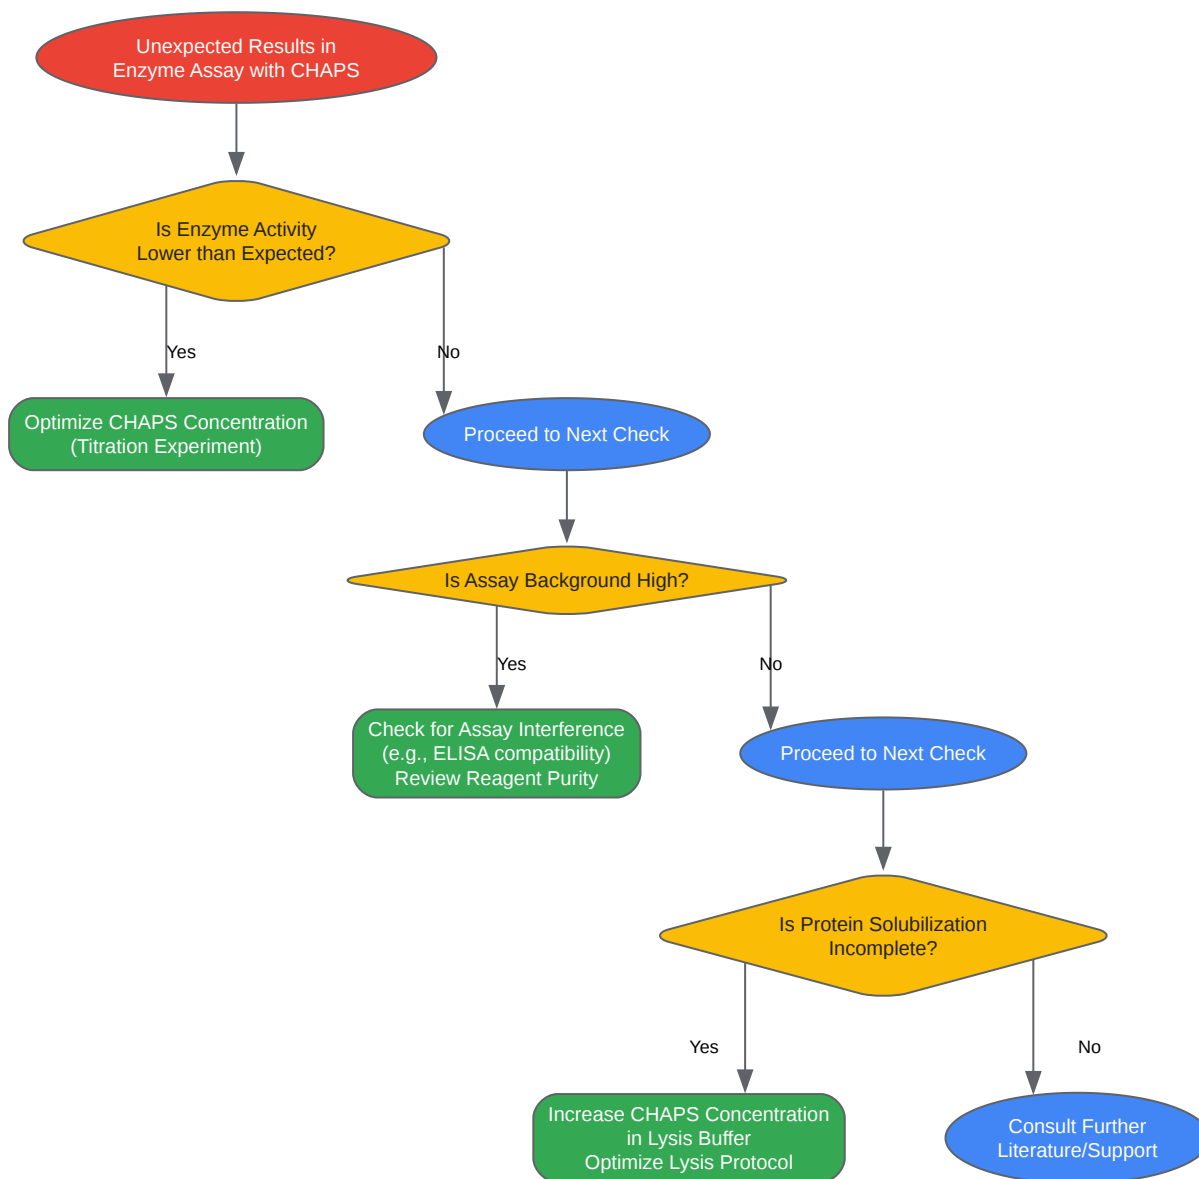 Unexpected Results in
Enzyme Assay with CHAPS
Is Enzyme Activity
Lower than Expected?
Yes
No
Optimize CHAPS Concentration
(Titration Experiment)
Proceed to Next Check
Is Assay Background High?
Yes
No
Check for Assay Interference
(e.g., ELISA compatibility)
Review Reagent Purity
Proceed to Next Check
Is Protein Solubilization
Incomplete?
Yes
No
Increase CHAPS Concentration
in Lysis Buffer
Optimize Lysis Protocol
Consult Further
Literature/Support